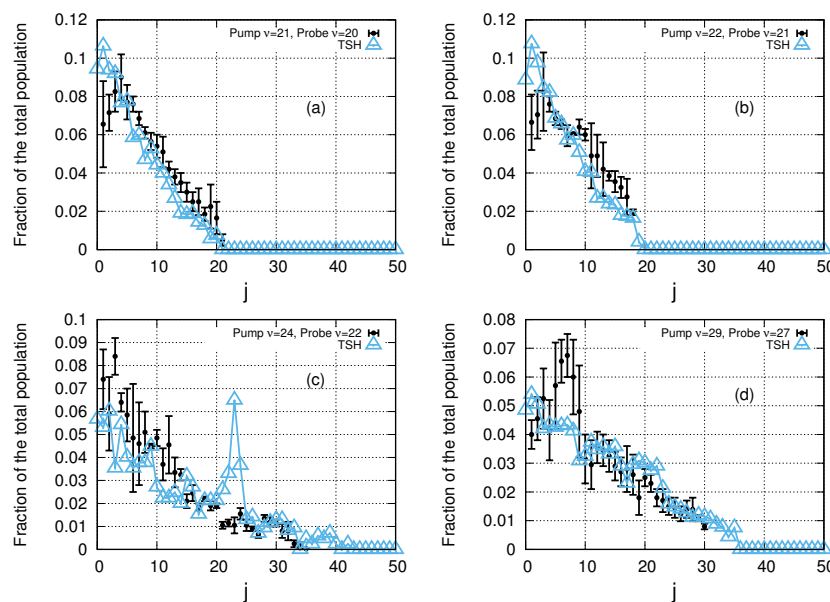 Fraction of the total population
0.12
0.1
0.08
0.06
0.04
0.02
0
0 10 20 30 40 50
j
Pump ν=21, Probe ν=20
TSH
(a)
Fraction of the total population
0.12
0.1
0.08
0.06
0.04
0.02
0
0 10 20 30 40 50
j
Pump ν=22, Probe ν=21
TSH
(b)
Fraction of the total population
0.1
0.09
0.08
0.07
0.06
0.05
0.04
0.03
0.02
0.01
0
0 10 20 30 40 50
j
Pump ν=24, Probe ν=22
TSH
(c)
Fraction of the total population
0.08
0.07
0.06
0.05
0.04
0.03
0.02
0.01
0
0 10 20 30 40 50
j
Pump ν=29, Probe ν=27
TSH
(d)